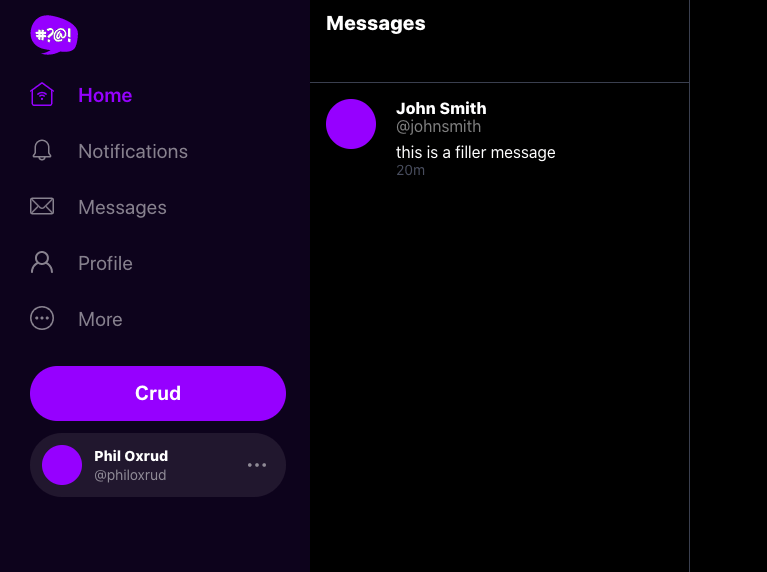 #?@!
Home
Notifications
Messages
Profile
More
Crud
Phil Oxrud
@philoxrud
Messages
John Smith
@johnsmith
this is a filler message
20m